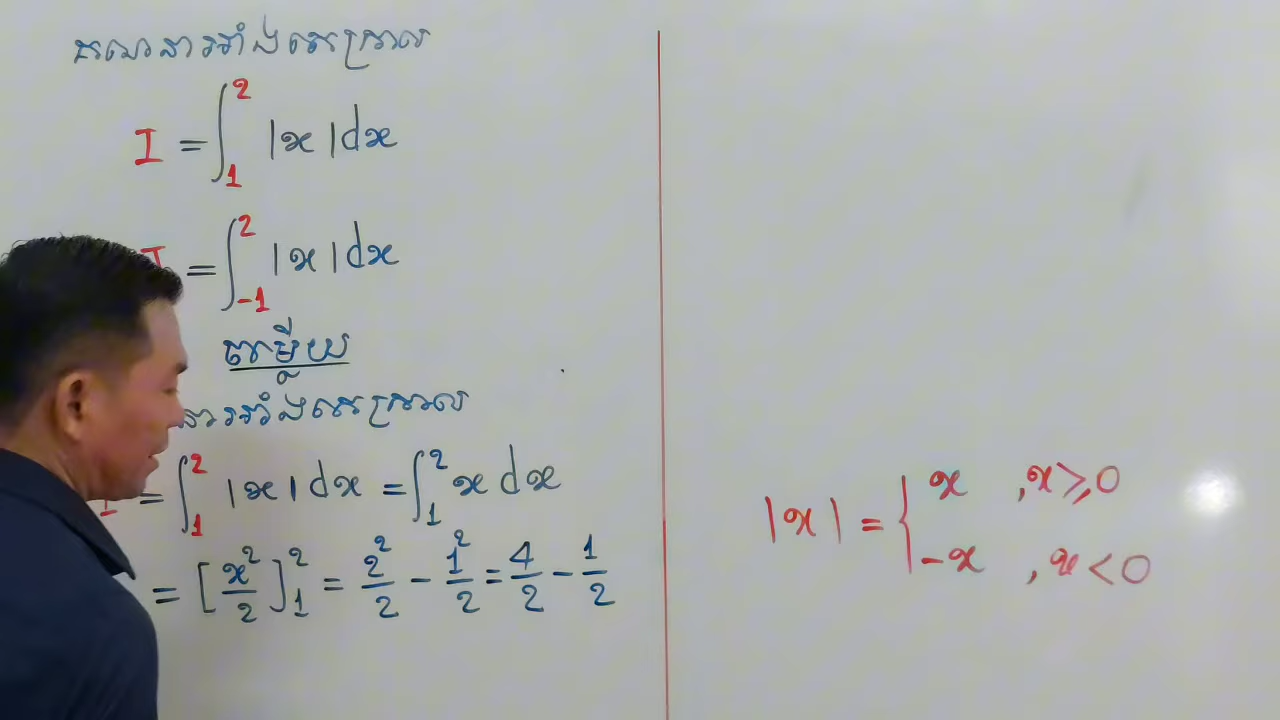 គណនាអាំងតេក្រាល
I = ∫₁² |x| dx
I = ∫₋₁² |x| dx
ចម្លើយ
នាអាំងតេក្រាល
I = ∫₁² |x| dx = ∫₁² x dx
= [x²/2]₁² = 2²/2 − 1²/2 = 4/2 − 1/2
|x| = { x , x ≥ 0
−x , x < 0